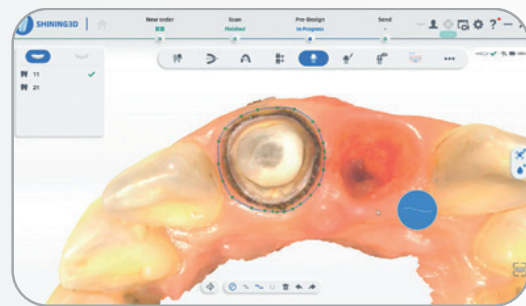 SHINING3D
New order
Scan
Finished
Pre-Design
In Progress
Send
11
21